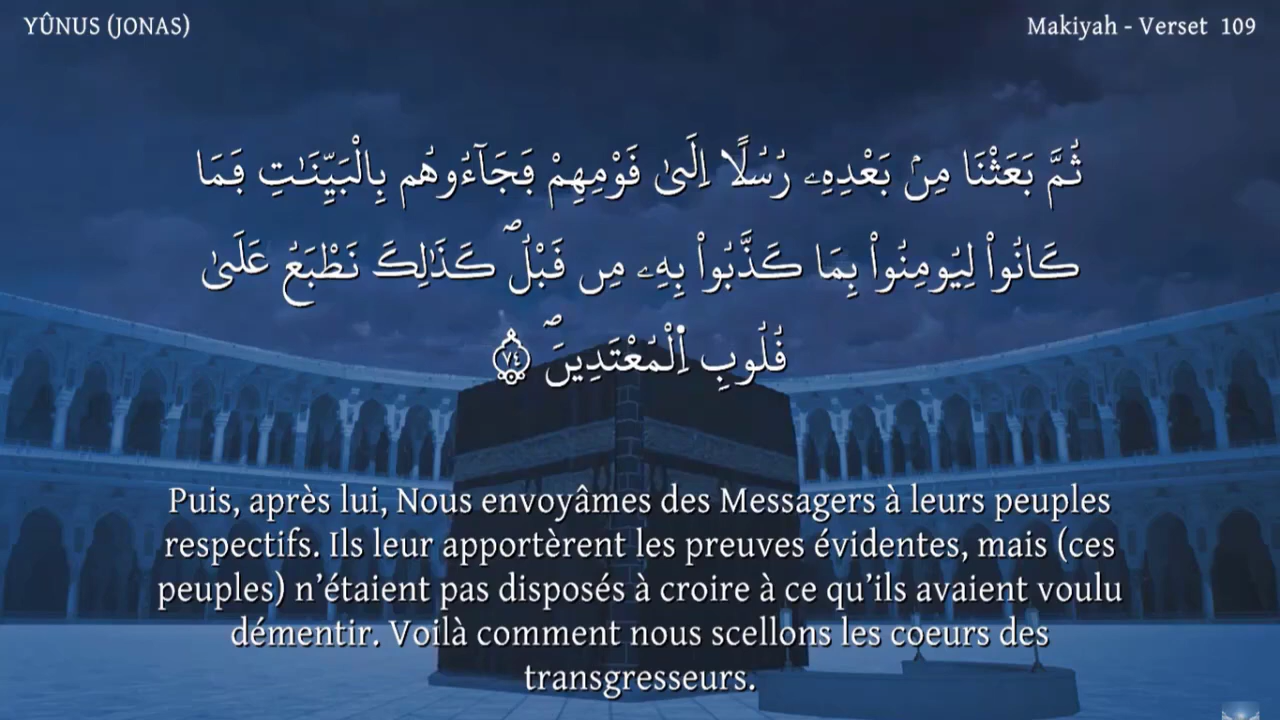 YÛNUS (JONAS)
Makiyah - Verset 109
ثُمَّ بَعَثْنَا مِنۢ بَعْدِهِۦ رُسُلًا اِلَىٰ قَوْمِهِمْ فَجَآءُوهُم بِالْبَيِّنَٰتِ فَمَا
كَانُواْ لِيُومِنُواْ بِمَا كَذَّبُواْ بِهِۦ مِن قَبْلُۖ كَذَٰلِكَ نَطْبَعُ عَلَىٰ
قُلُوبِ اِ۬لْمُعْتَدِينَۖ ٧٤
Puis, après lui, Nous envoyâmes des Messagers à leurs peuples
respectifs. Ils leur apportèrent les preuves évidentes, mais (ces
peuples) n’étaient pas disposés à croire à ce qu’ils avaient voulu
démentir. Voilà comment nous scellons les coeurs des
transgresseurs.